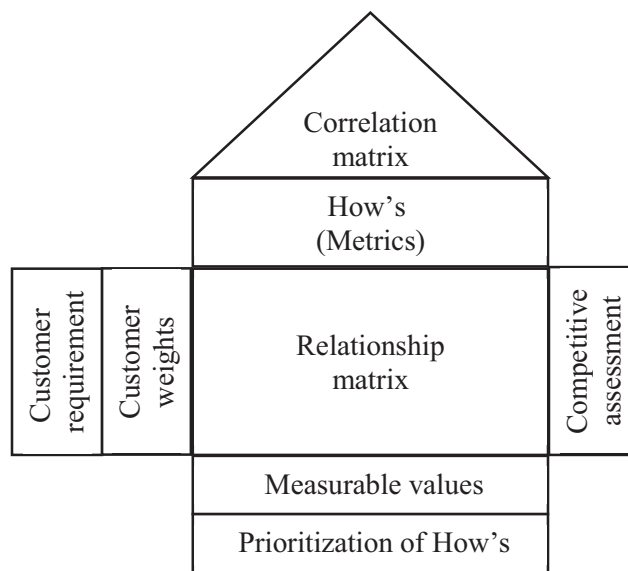 Correlation
matrix
How's
(Metrics)
Customer
requirement
Customer
weights
Relationship
matrix
Competitive
assessment
Measurable values
Prioritization of How's